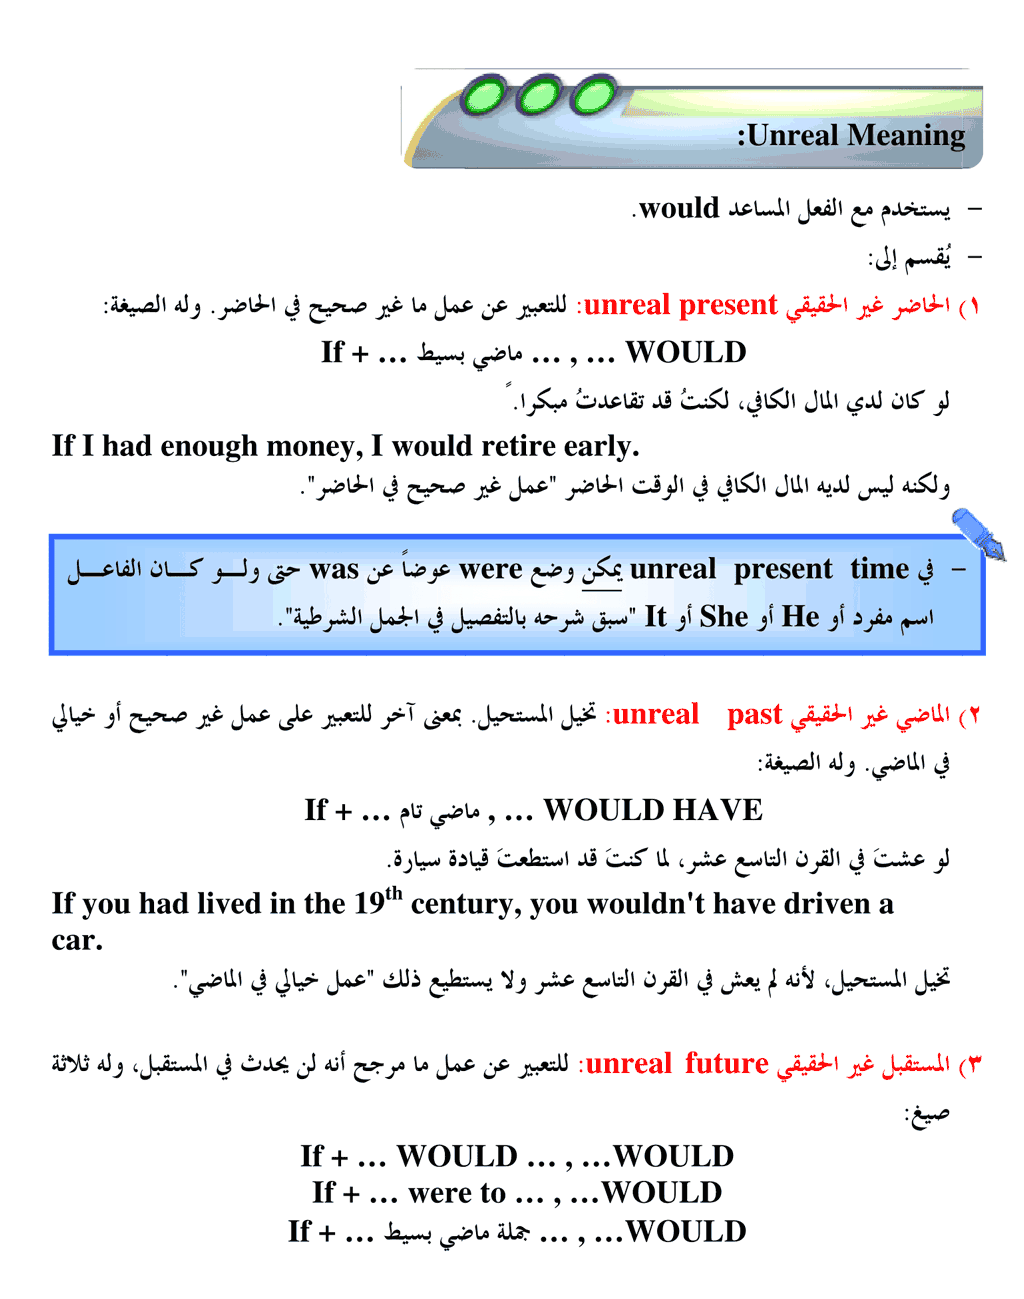 Unreal Meaning:
– يستخدم مع الفعل المساعد would.
– يُقسم إلى:
١) الحاضر غير الحقيقي unreal present: للتعبير عن عمل ما غير صحيح في الحاضر. وله الصيغة:
If + … ماضي بسيط … , … WOULD
لو كان لدي المال الكافي، لكنتُ قد تقاعدتُ مبكرا.ً
If I had enough money, I would retire early.
ولكنه ليس لديه المال الكافي في الوقت الحاضر "عمل غير صحيح في الحاضر".
– في unreal present time يمكن وضع were عوضاً عن was حتى ولـــو كـــان الفاعـــل
اسم مفرد أو He أو She أو It "سبق شرحه بالتفصيل في الجمل الشرطية".
٢) الماضي غير الحقيقي unreal past: تخيل المستحيل. بمعنى آخر للتعبير على عمل غير صحيح أو خيالي
في الماضي. وله الصيغة:
If + … ماضي تام , … WOULD HAVE
لو عشتَ في القرن التاسع عشر، لما كنتَ قد استطعتَ قيادة سيارة.
If you had lived in the 19th century, you wouldn't have driven a
car.
تخيل المستحيل، لأنه لم يعش في القرن التاسع عشر ولا يستطيع ذلك "عمل خيالي في الماضي".
٣) المستقبل غير الحقيقي unreal future: للتعبير عن عمل ما مرجح أنه لن يحدث في المستقبل، وله ثلاثة
صيغ:
If + … WOULD … , …WOULD
If + … were to … , …WOULD
If + … جملة ماضي بسيط … , …WOULD